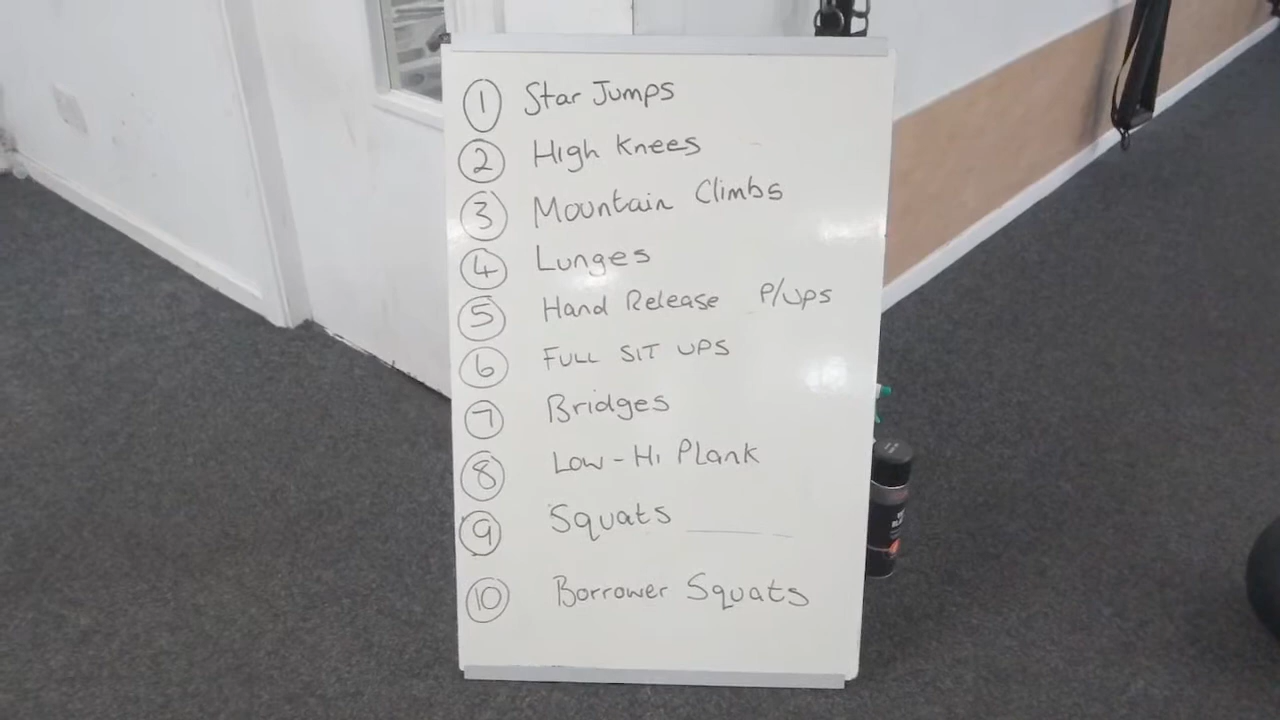 1 Star Jumps
2 High Knees
3 Mountain Climbs
4 Lunges
5 Hand Release P/UPS
6 FULL SIT UPS
7 Bridges
8 Low-Hi Plank
9 Squats
10 Borrower Squats